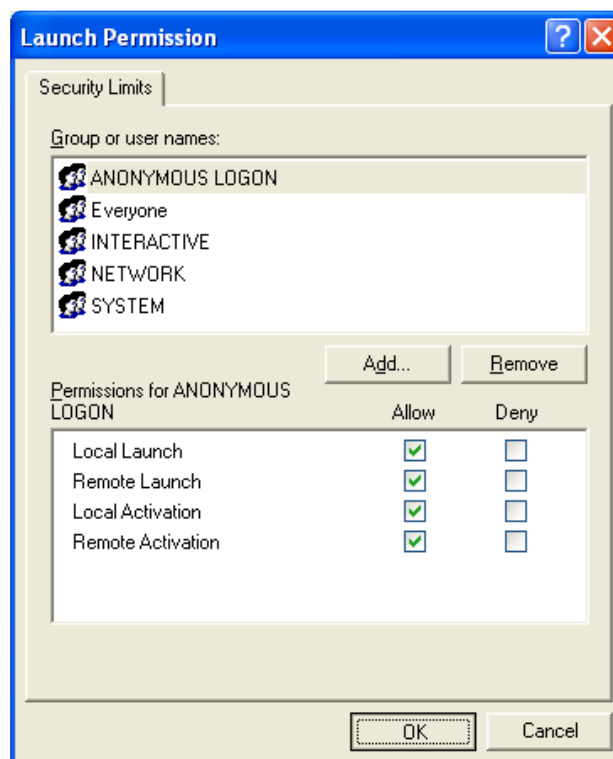 Launch Permission
Security Limits
Group or user names:
ANONYMOUS LOGON
Everyone
INTERACTIVE
NETWORK
SYSTEM
Add... Remove
Permissions for ANONYMOUS
LOGON Allow Deny
Local Launch
Remote Launch
Local Activation
Remote Activation
OK Cancel